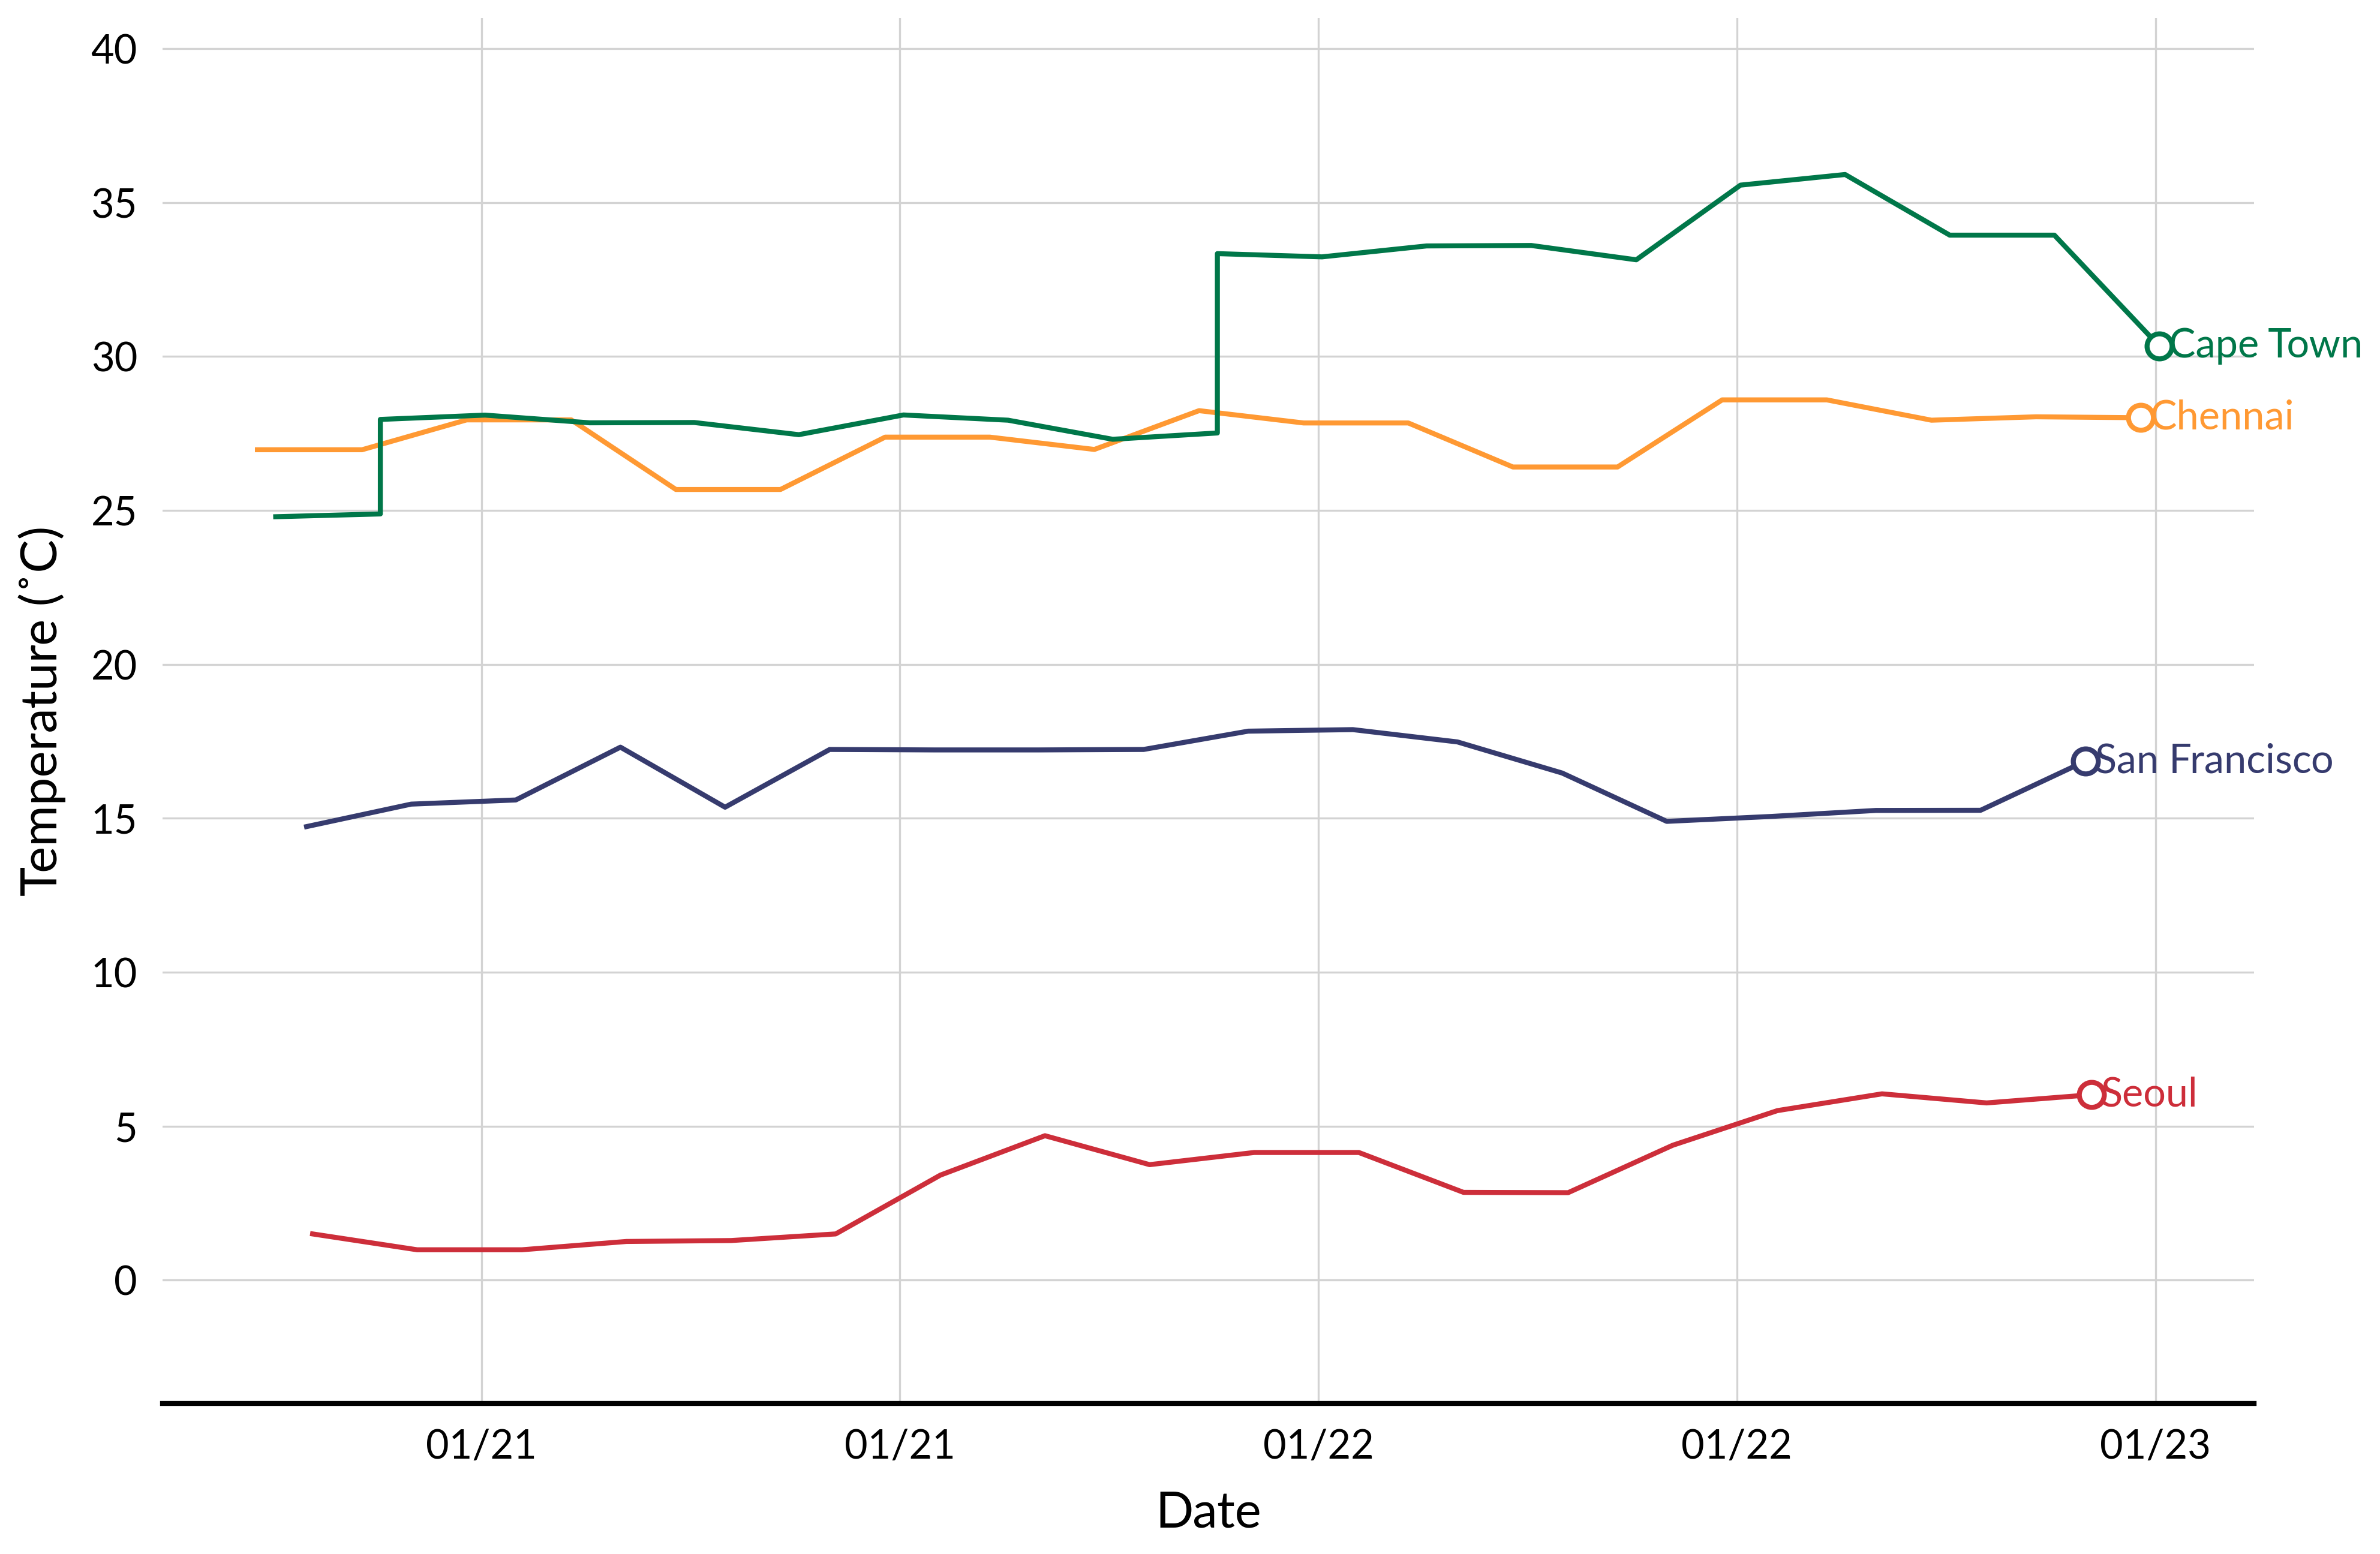 40
35
30
25
20
15
10
5
0
Temperature (°C)
Cape Town
Chennai
San Francisco
Seoul
01/21 01/21 01/22 01/22 01/23
Date